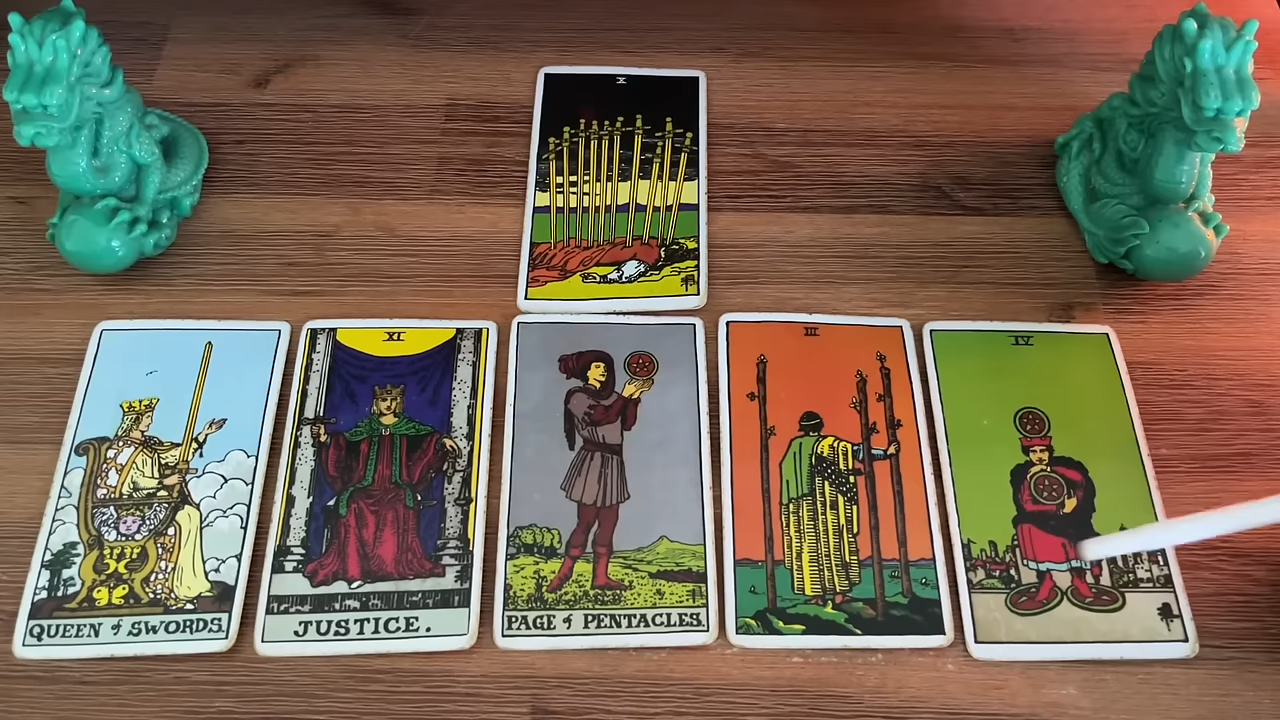 X
QUEEN of SWORDS.
XI
JUSTICE.
PAGE of PENTACLES.
III
IV